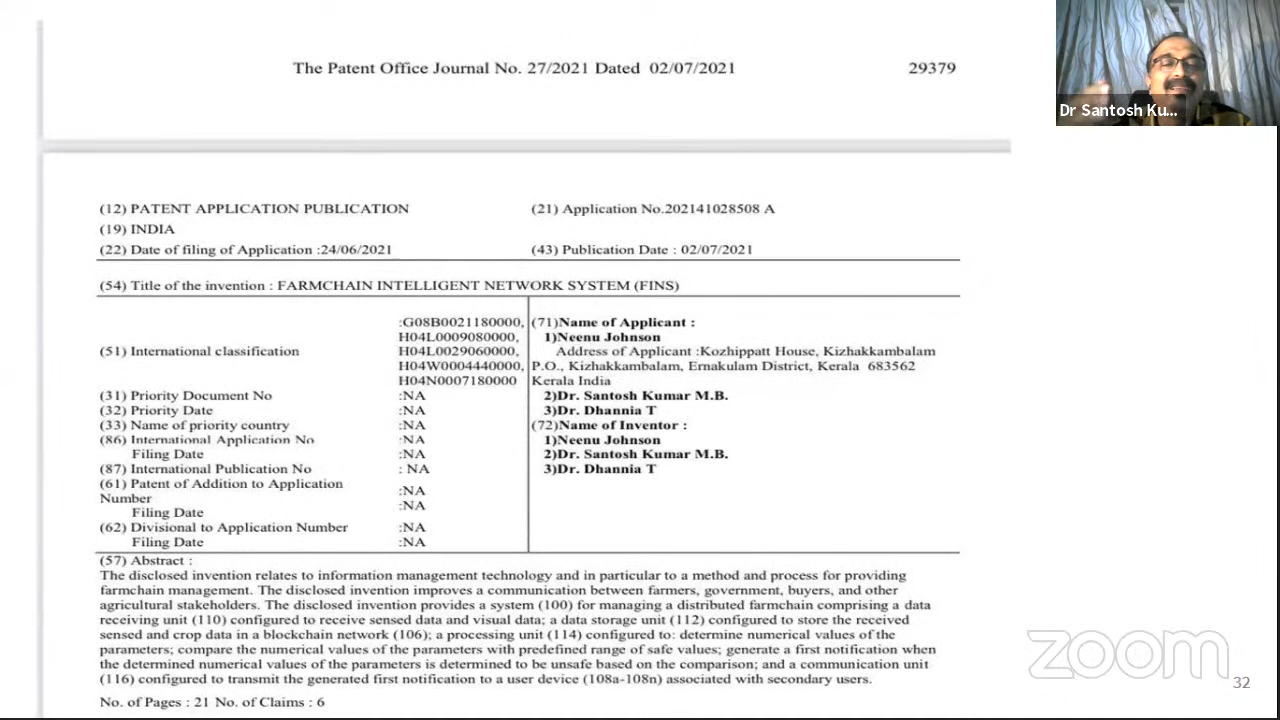 The Patent Office Journal No. 27/2021 Dated 02/07/2021 29379
Dr Santosh Ku...
(12) PATENT APPLICATION PUBLICATION (21) Application No.202141028508 A
(19) INDIA
(22) Date of filing of Application :24/06/2021 (43) Publication Date : 02/07/2021
(54) Title of the invention : FARMCHAIN INTELLIGENT NETWORK SYSTEM (FINS)
(51) International classification
:G08B0021180000,
H04L0009080000,
H04L0029060000,
H04W0004440000,
H04N0007180000
(31) Priority Document No :NA
(32) Priority Date :NA
(33) Name of priority country :NA
(86) International Application No :NA
Filing Date :NA
(87) International Publication No : NA
(61) Patent of Addition to Application
Number :NA
Filing Date :NA
(62) Divisional to Application Number :NA
Filing Date :NA
(71)Name of Applicant :
1)Neenu Johnson
Address of Applicant :Kozhippatt House, Kizhakkambalam
P.O., Kizhakkambalam, Ernakulam District, Kerala 683562
Kerala India
2)Dr. Santosh Kumar M.B.
3)Dr. Dhannia T
(72)Name of Inventor :
1)Neenu Johnson
2)Dr. Santosh Kumar M.B.
3)Dr. Dhannia T
(57) Abstract :
The disclosed invention relates to information management technology and in particular to a method and process for providing
farmchain management. The disclosed invention improves a communication between farmers, government, buyers, and other
agricultural stakeholders. The disclosed invention provides a system (100) for managing a distributed farmchain comprising a data
receiving unit (110) configured to receive sensed data and visual data; a data storage unit (112) configured to store the received
sensed and crop data in a blockchain network (106); a processing unit (114) configured to: determine numerical values of the
parameters; compare the numerical values of the parameters with predefined range of safe values; generate a first notification when
the determined numerical values of the parameters is determined to be unsafe based on the comparison; and a communication unit
(116) configured to transmit the generated first notification to a user device (108a-108n) associated with secondary users.
No. of Pages : 21 No. of Claims : 6
zoom
32